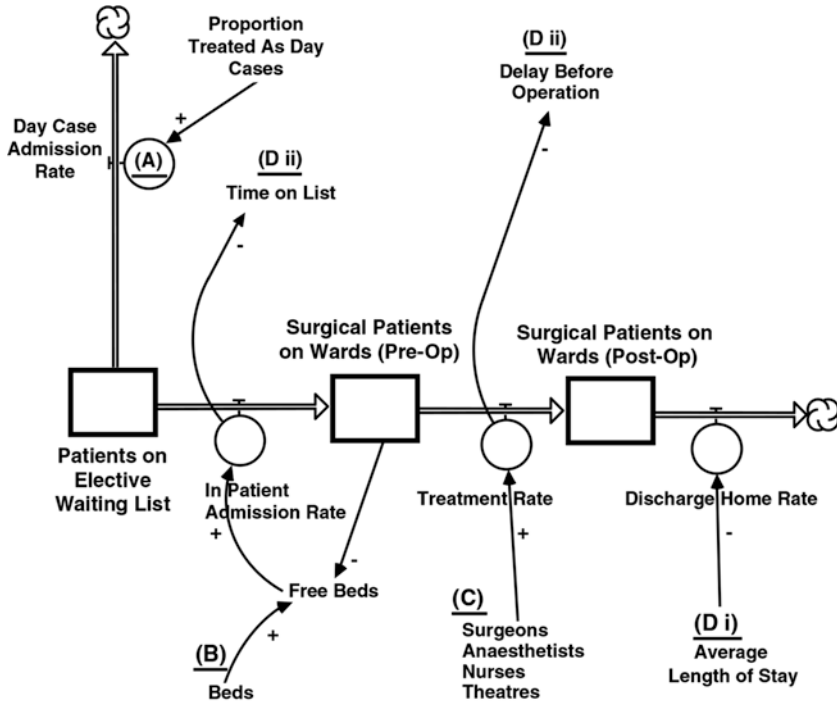 Proportion
Treated As Day
Cases
+
Day Case
Admission
Rate
(A)
(D ii)
Time on List
-
(D ii)
Delay Before
Operation
-
Surgical Patients
on Wards (Pre-Op)
Surgical Patients on
Wards (Post-Op)
Patients on
Elective
Waiting List
In Patient
Admission Rate
+
Treatment Rate
Discharge Home Rate
+
-
-
Free Beds
+
(B)
Beds
(C)
Surgeons
Anaesthetists
Nurses
Theatres
(D i)
Average
Length of Stay